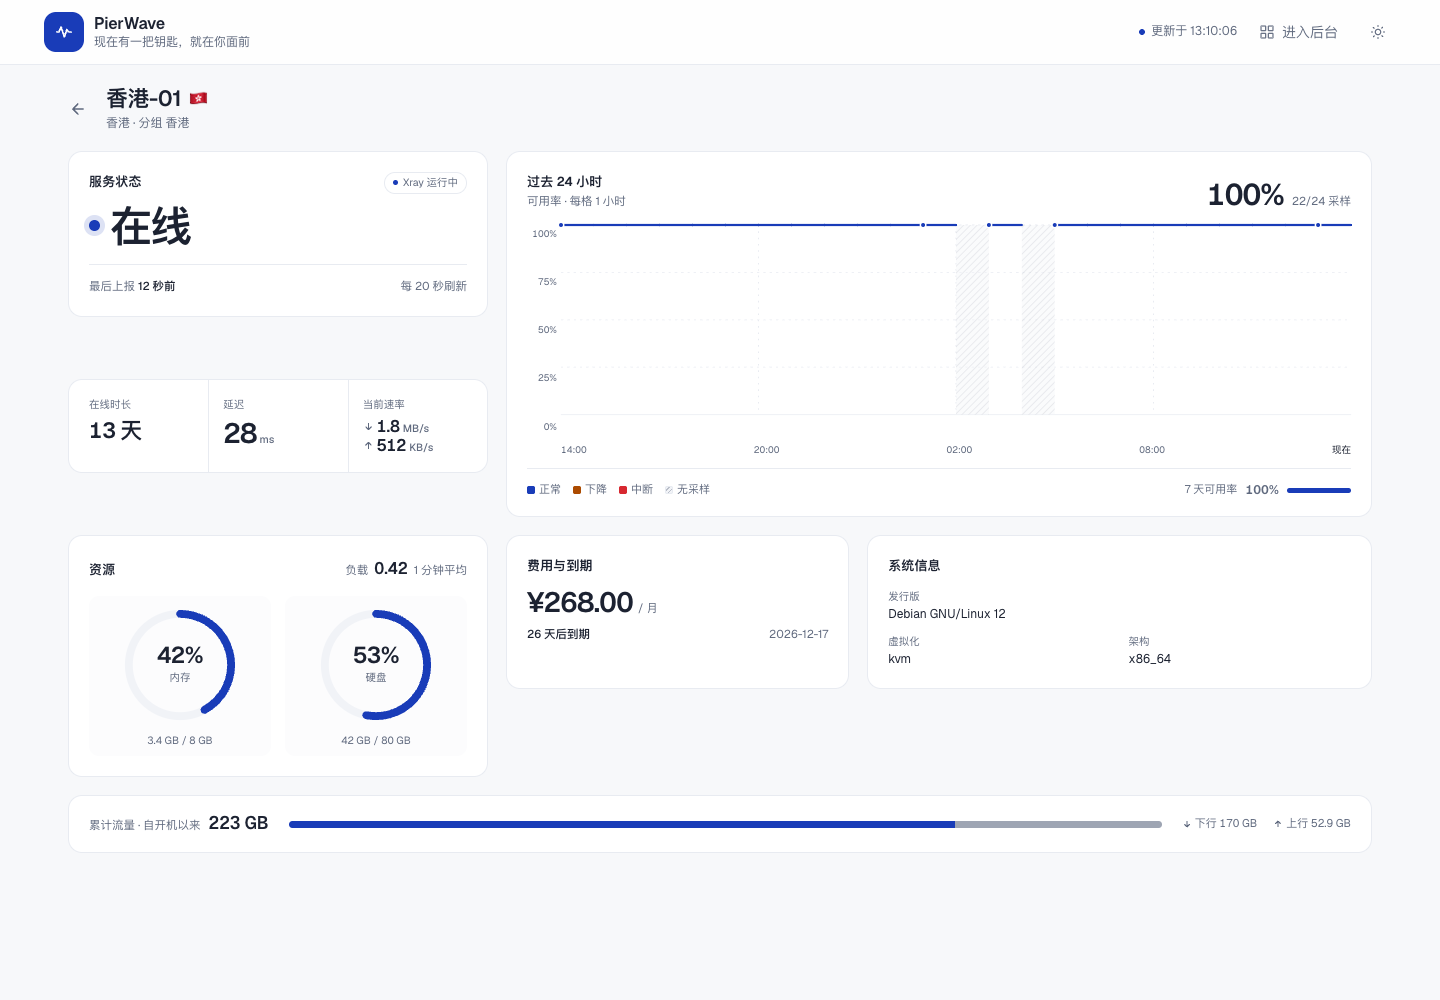 PierWave
现在有一把钥匙，就在你面前
更新于 13:10:06
进入后台
香港-01
香港 · 分组 香港
服务状态
Xray 运行中
在线
最后上报 12 秒前
每 20 秒刷新
过去 24 小时
可用率 · 每格 1 小时
100% 22/24 采样
100%
75%
50%
25%
0%
14:00 20:00 02:00 08:00 现在
正常 下降 中断 无采样
7 天可用率 100%
在线时长
13 天
延迟
28 ms
当前速率
↓ 1.8 MB/s
↑ 512 KB/s
资源
负载 0.42 1 分钟平均
42%
内存
3.4 GB / 8 GB
53%
硬盘
42 GB / 80 GB
费用与到期
¥268.00 / 月
26 天后到期
2026-12-17
系统信息
发行版
Debian GNU/Linux 12
虚拟化
kvm
架构
x86_64
累计流量 · 自开机以来 223 GB
↓ 下行 170 GB ↑ 上行 52.9 GB